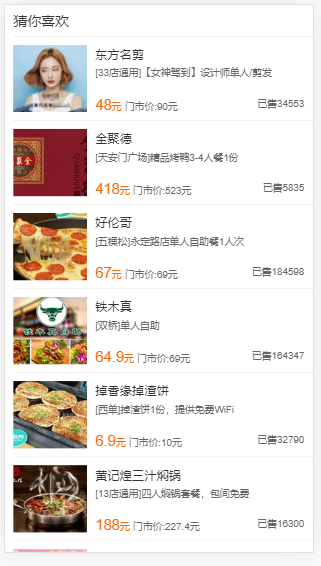 猜你喜欢
东方名剪
[33店通用]【女神驾到】设计师单人/剪发
48元 门市价:90元
已售34553
全聚德
[天安门广场]精品烤鸭3-4人餐1份
418元 门市价:523元
已售5835
好伦哥
[五棵松]永定路店单人自助餐1人次
67元 门市价:69元
已售184598
铁木真自助
铁木真
[双桥]单人自助
64.9元 门市价:69元
已售164347
掉香缘掉渣饼
[西单]掉渣饼1份，提供免费WiFi
6.9元 门市价:10元
已售32790
黄记煌三汁焖锅
[13店通用]四人焖锅套餐，包间免费
188元 门市价:227.4元
已售16300